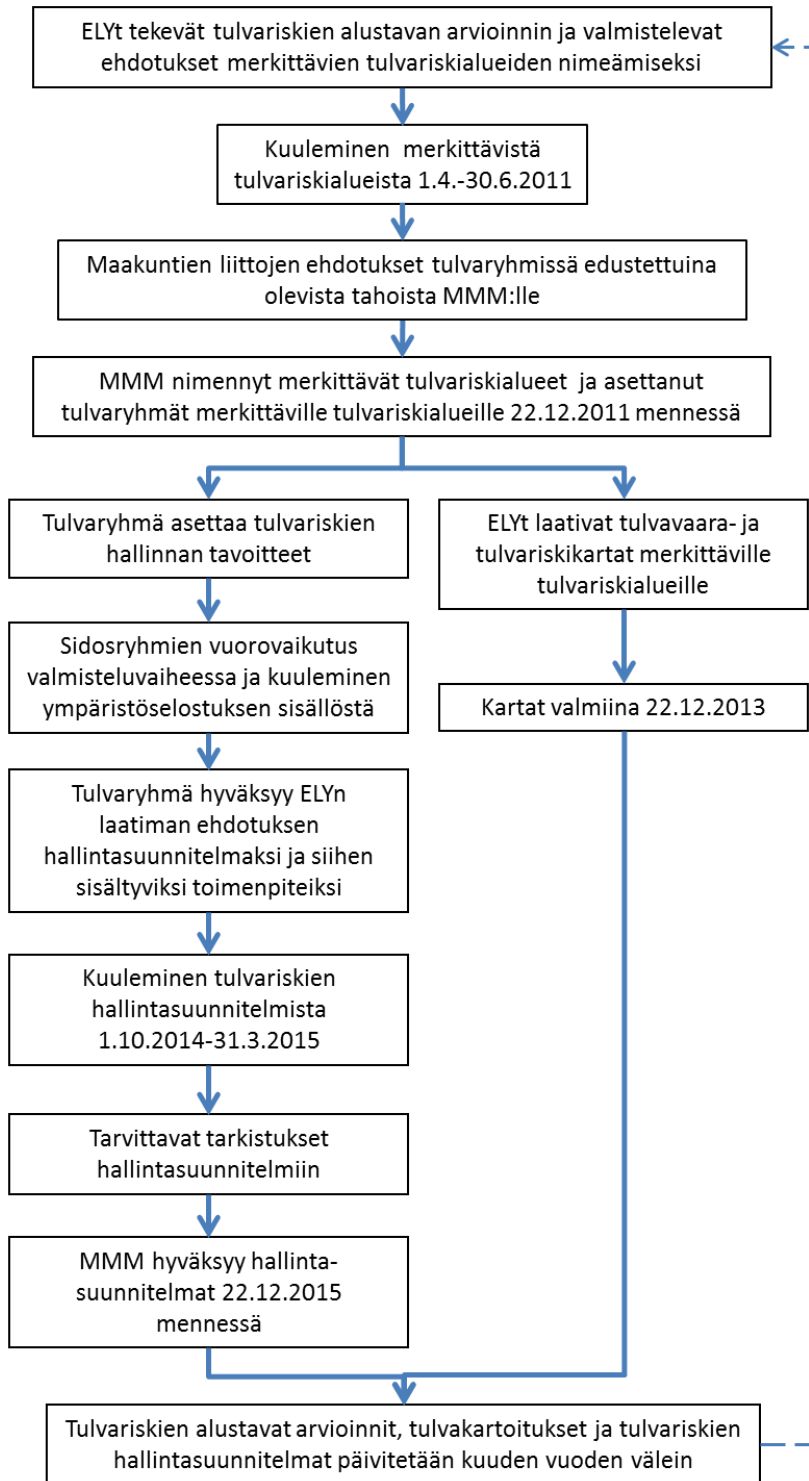 ELYt tekevät tulvariskien alustavan arvioinnin ja valmistelevat
ehdotukset merkittävien tulvariskialueiden nimeämiseksi
Kuuleminen merkittävistä
tulvariskialueista 1.4.-30.6.2011
Maakuntien liittojen ehdotukset tulvaryhmissä edustettuina
olevista tahoista MMM:lle
MMM nimennyt merkittävät tulvariskialueet ja asettanut
tulvaryhmät merkittäville tulvariskialueille 22.12.2011 mennessä
Tulvaryhmä asettaa tulvariskien
hallinnan tavoitteet
ELYt laativat tulvavaara- ja
tulvariskikartat merkittäville
tulvariskialueille
Sidosryhmien vuorovaikutus
valmisteluvaiheessa ja kuuleminen
ympäristöselostuksen sisällöstä
Kartat valmiina 22.12.2013
Tulvaryhmä hyväksyy ELYn
laatiman ehdotuksen
hallintasuunnitelmaksi ja siihen
sisältyviksi toimenpiteiksi
Kuuleminen tulvariskien
hallintasuunnitelmista
1.10.2014-31.3.2015
Tarvittavat tarkistukset
hallintasuunnitelmiin
MMM hyväksyy hallinta-
suunnitelmat 22.12.2015
mennessä
Tulvariskien alustavat arvioinnit, tulvakartoitukset ja tulvariskien
hallintasuunnitelmat päivitetään kuuden vuoden välein